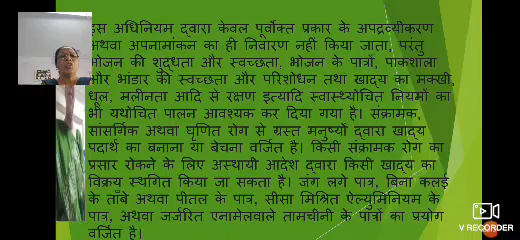 इस अधिनियम द्वारा केवल पूर्वोक्त प्रकार के अपद्रव्यीकरण
अथवा अपनामांकन का ही निवारण नहीं किया जाता, परंतु
भोजन की शुद्धता और स्वच्छता, भोजन के पात्रों, पाकशाला
और भांडार की स्वच्छता और परिशोधन तथा खाद्य का मक्खी,
धूल, मलीनता आदि से रक्षण इत्यादि स्वास्थ्योचित नियमों का
भी यथोचित पालन आवश्यक कर दिया गया है। संक्रामक,
सांसर्गिक अथवा घृणित रोग से ग्रस्त मनुष्यों द्वारा खाद्य
पदार्थ का बनाना या बेचना वर्जित है। किसी संक्रामक रोग का
प्रसार रोकने के लिए अस्थायी आदेश द्वारा किसी खाद्य का
विक्रय स्थगित किया जा सकता है। जंग लगे पात्र, बिना कलई
के ताँबे अथवा पीतल के पात्र, सीसा मिश्रित ऐल्युमिनियम के
पात्र, अथवा जर्जरित एनामेलवाले तामचीनी के पात्रों का प्रयोग
वर्जित है।
V RECORDER